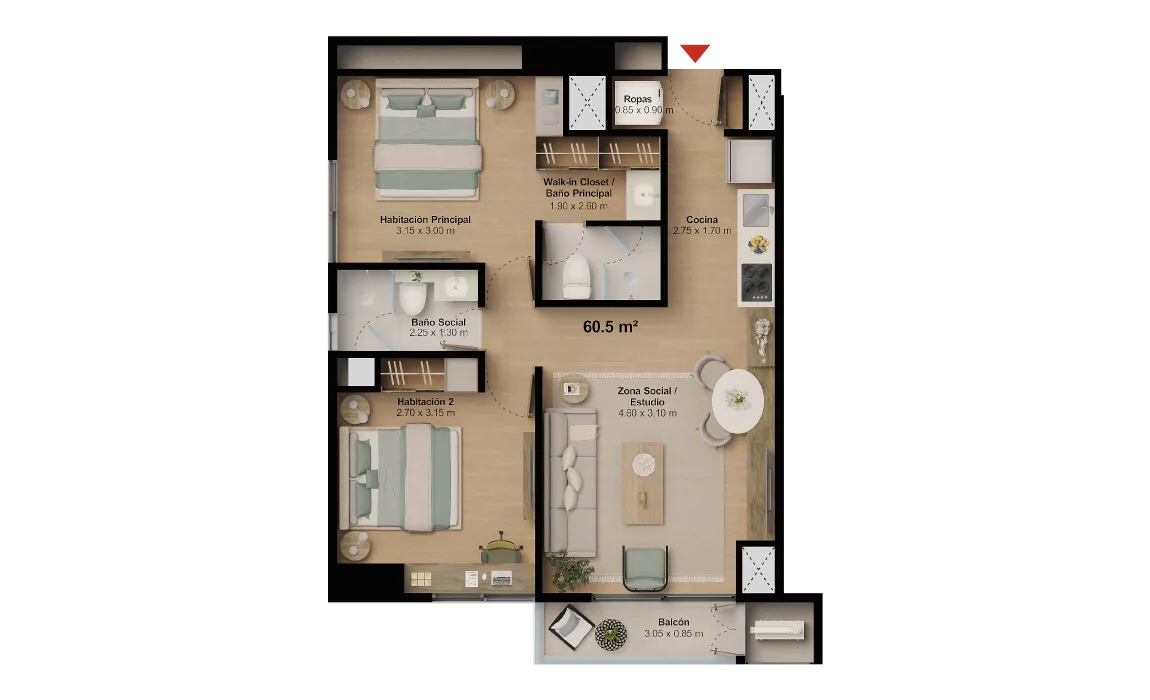 Ropas
0.85 x 0.90 m
Walk-in Closet /
Baño Principal
1.90 x 2.60 m
Habitación Principal
3.15 x 3.00 m
Cocina
2.75 x 1.70 m
Baño Social
2.25 x 1.30 m
60.5 m²
Zona Social /
Estudio
4.60 x 3.10 m
Habitación 2
2.70 x 3.15 m
Balcón
3.05 x 0.85 m